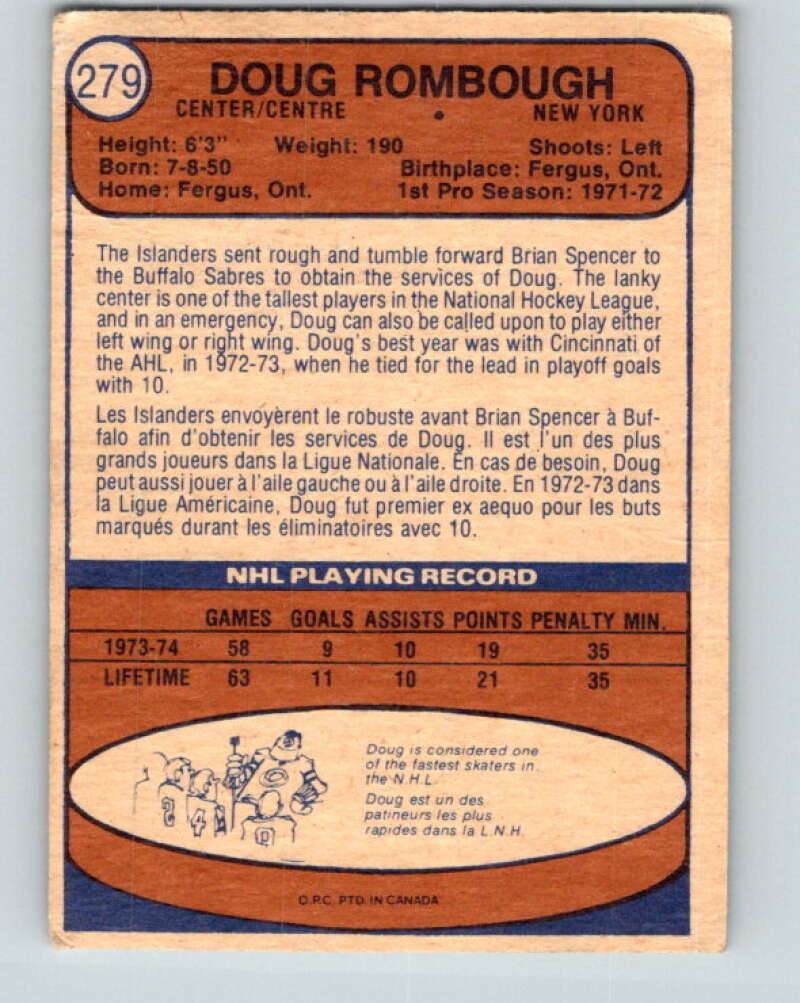 279
DOUG ROMBOUGH
CENTER/CENTRE • NEW YORK
Height: 6'3" Weight: 190 Shoots: Left
Born: 7-8-50 Birthplace: Fergus, Ont.
Home: Fergus, Ont. 1st Pro Season: 1971-72
The Islanders sent rough and tumble forward Brian Spencer to
the Buffalo Sabres to obtain the services of Doug. The lanky
center is one of the tallest players in the National Hockey League,
and in an emergency, Doug can also be called upon to play either
left wing or right wing. Doug's best year was with Cincinnati of
the AHL, in 1972-73, when he tied for the lead in playoff goals
with 10.
Les Islanders envoyèrent le robuste avant Brian Spencer à Buf-
falo afin d'obtenir les services de Doug. Il est l'un des plus
grands joueurs dans la Ligue Nationale. En cas de besoin, Doug
peut aussi jouer à l'aile gauche ou à l'aile droite. En 1972-73 dans
la Ligue Américaine, Doug fut premier ex aequo pour les buts
marqués durant les éliminatoires avec 10.
NHL PLAYING RECORD
GAMES GOALS ASSISTS POINTS PENALTY MIN.
1973-74 58 9 10 19 35
LIFETIME 63 11 10 21 35
Doug is considered one
of the fastest skaters in
the N.H.L.
Doug est un des
patineurs les plus
rapides dans la L.N.H.
2 4 0
O.P.C. PTD. IN CANADA